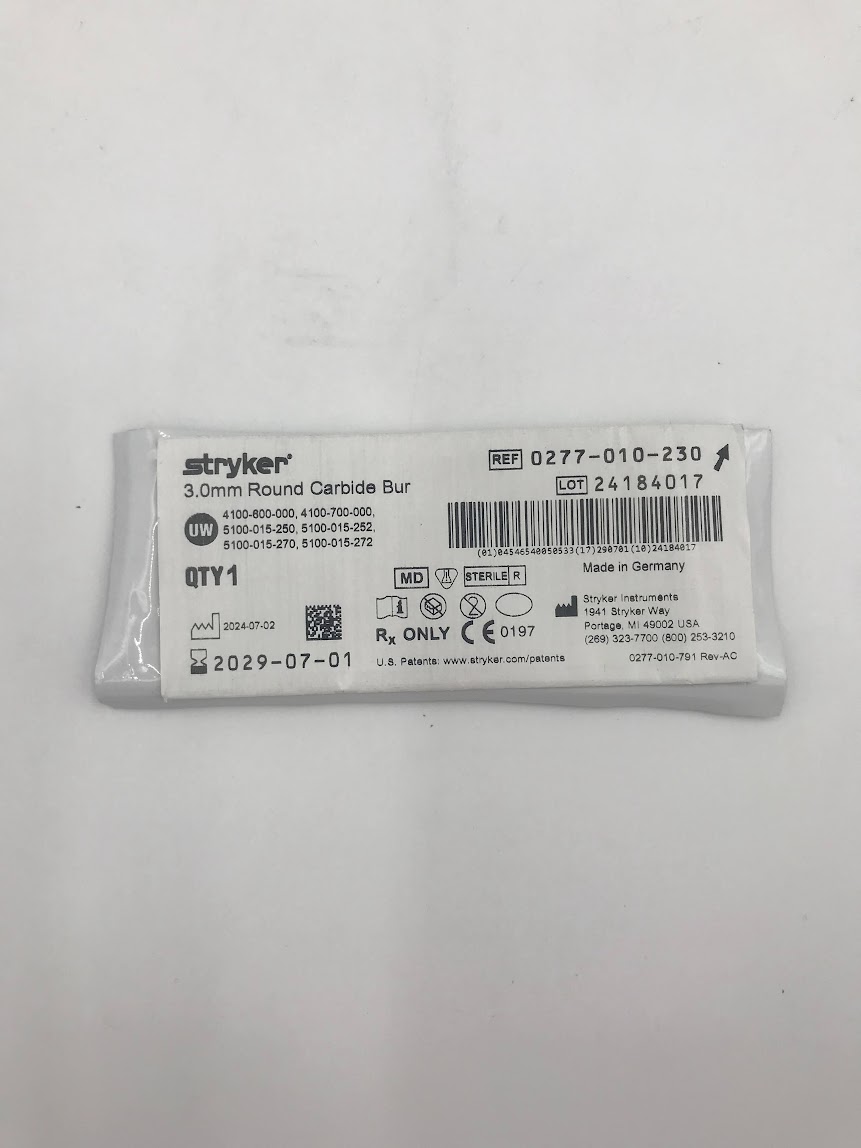 stryker
3.0mm Round Carbide Bur
REF 0277-010-230
LOT 24184017
UW
4100-600-000, 4100-700-000,
5100-015-250, 5100-015-252,
5100-015-270, 5100-015-272
(01)04546540050533(17)290701(10)24184017
QTY 1
MD
STERILE R
Made in Germany
2024-07-02
2029-07-01
i
2
Rx ONLY CE 0197
U.S. Patents: www.stryker.com/patents
Stryker Instruments
1941 Stryker Way
Portage, MI 49002 USA
(269) 323-7700 (800) 253-3210
0277-010-791 Rev-AC